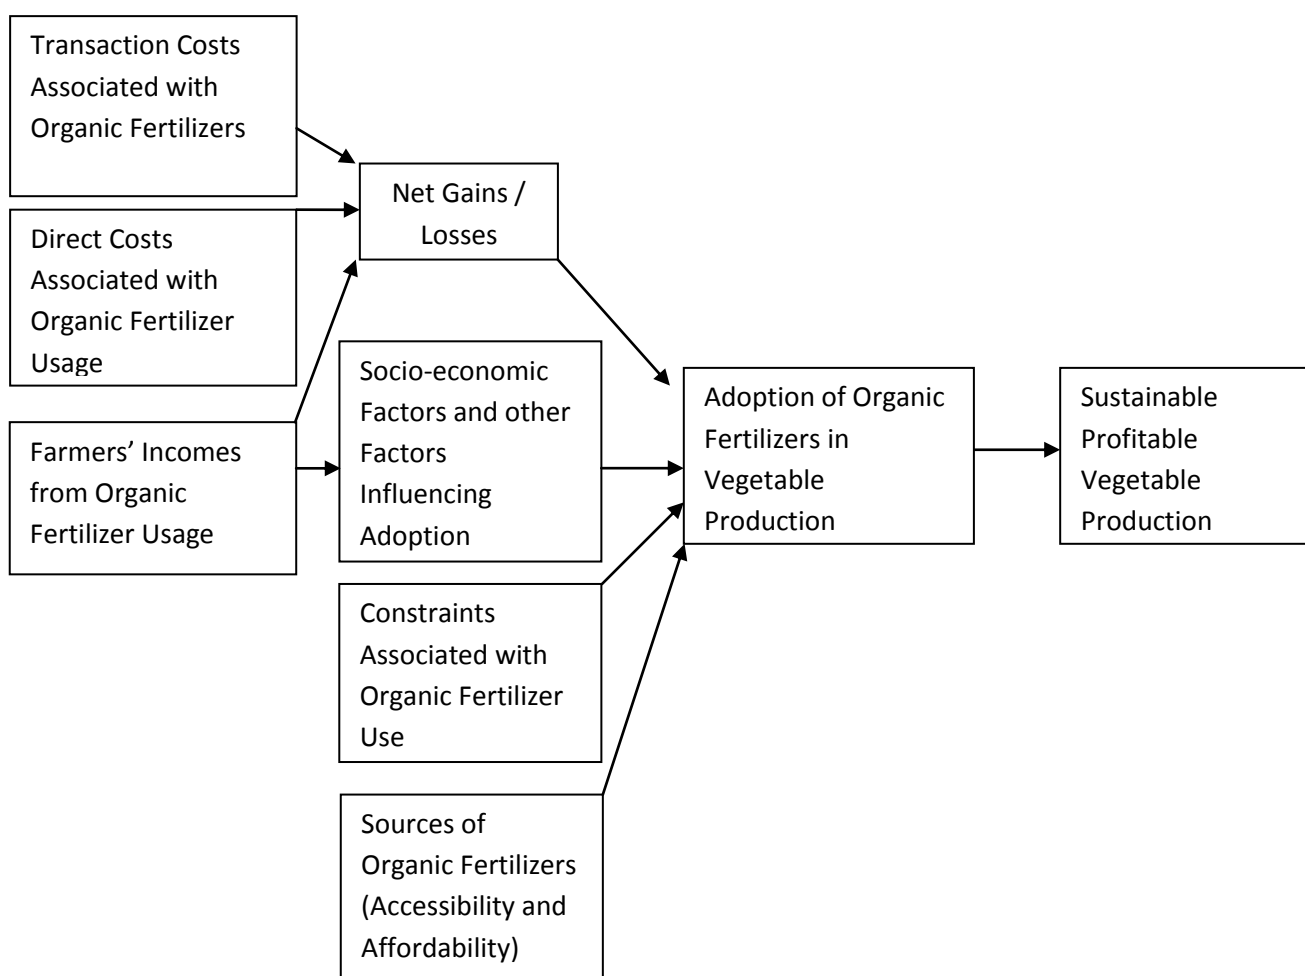 Transaction Costs
Associated with
Organic Fertilizers
Direct Costs
Associated with
Organic Fertilizer
Usage
Farmers’ Incomes
from Organic
Fertilizer Usage
Net Gains /
Losses
Socio-economic
Factors and other
Factors
Influencing
Adoption
Constraints
Associated with
Organic Fertilizer
Use
Sources of
Organic Fertilizers
(Accessibility and
Affordability)
Adoption of Organic
Fertilizers in
Vegetable
Production
Sustainable
Profitable
Vegetable
Production